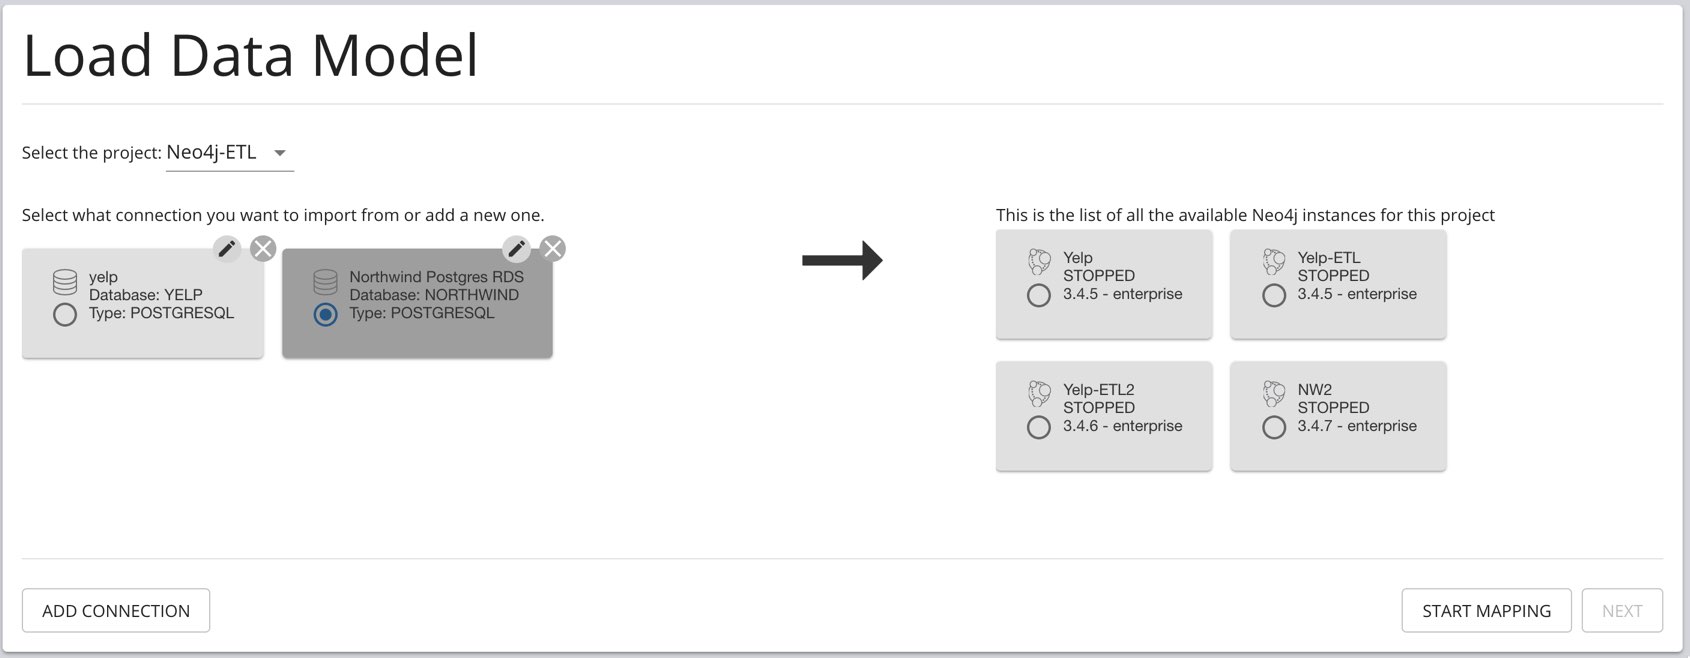 Load Data Model
Select the project: Neo4j-ETL
Select what connection you want to import from or add a new one.
yelp
Database: YELP
Type: POSTGRESQL
Northwind Postgres RDS
Database: NORTHWIND
Type: POSTGRESQL
This is the list of all the available Neo4j instances for this project
Yelp
STOPPED
3.4.5 - enterprise
Yelp-ETL
STOPPED
3.4.5 - enterprise
Yelp-ETL2
STOPPED
3.4.6 - enterprise
NW2
STOPPED
3.4.7 - enterprise
ADD CONNECTION
START MAPPING
NEXT